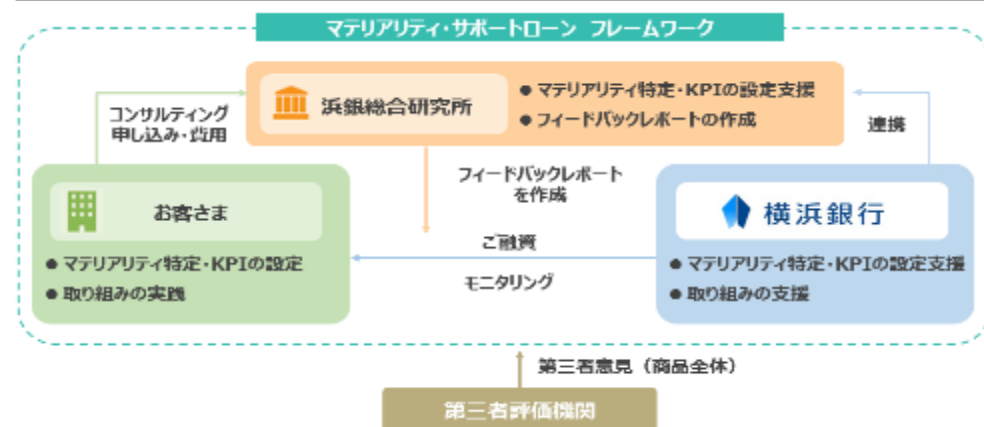 マテリアリティ・サポートローン フレームワーク
浜銀総合研究所
● マテリアリティ特定・KPIの設定支援
● フィードバックレポートの作成
コンサルティング
申し込み・費用
連携
フィードバックレポート
を作成
お客さま
● マテリアリティ特定・KPIの設定
● 取り組みの実践
ご融資
モニタリング
横浜銀行
● マテリアリティ特定・KPIの設定支援
● 取り組みの支援
第三者意見（商品全体）
第三者評価機関